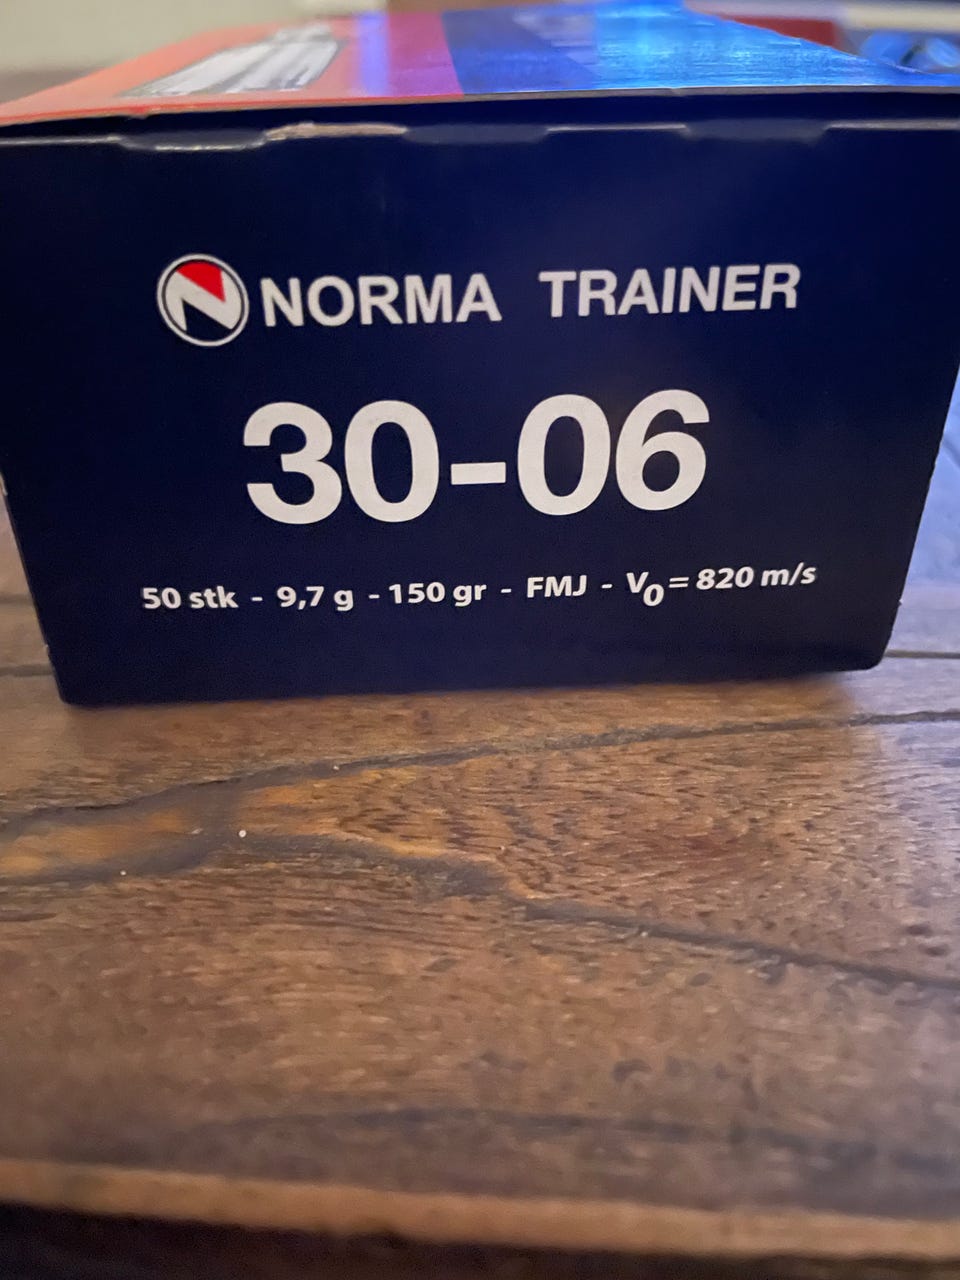 NORMA TRAINER
30-06
50 stk - 9,7 g - 150 gr - FMJ - V0 = 820 m/s